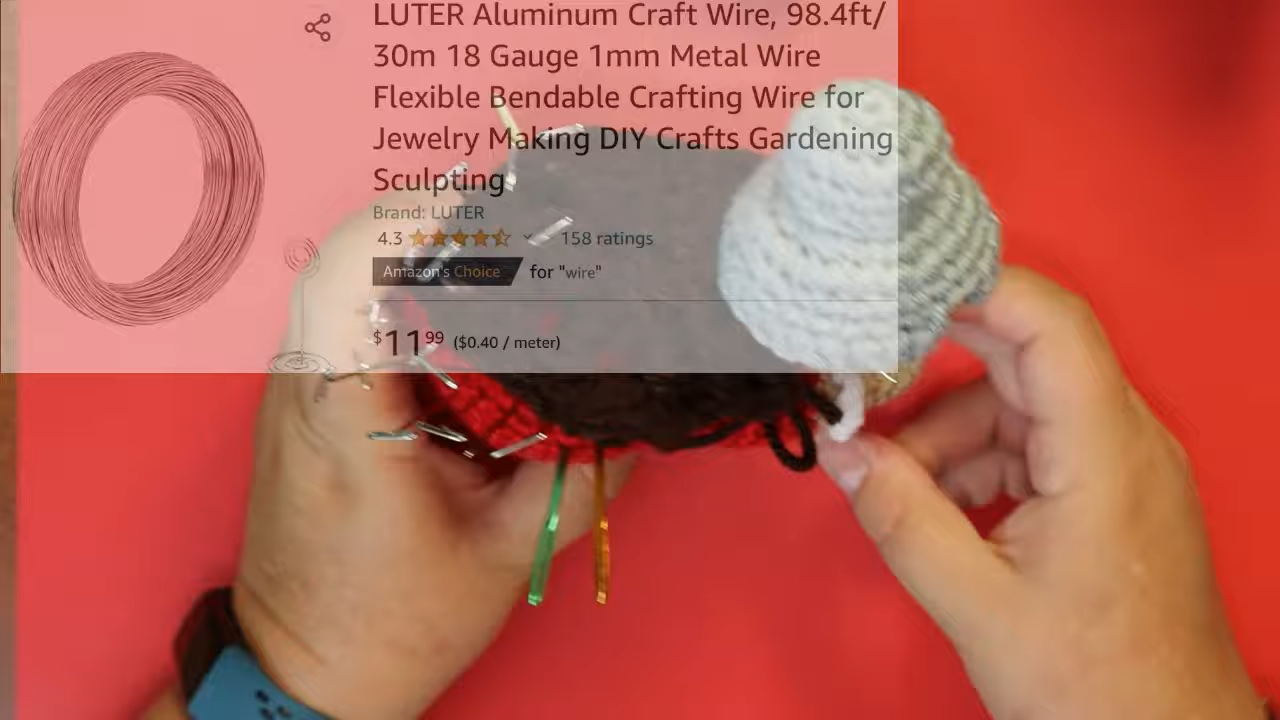 LUTER Aluminum Craft Wire, 98.4ft/
30m 18 Gauge 1mm Metal Wire
Flexible Bendable Crafting Wire for
Jewelry Making DIY Crafts Gardening
Sculpting
Brand: LUTER
4.3 158 ratings
Amazon's Choice for "wire"
$11.99 ($0.40 / meter)